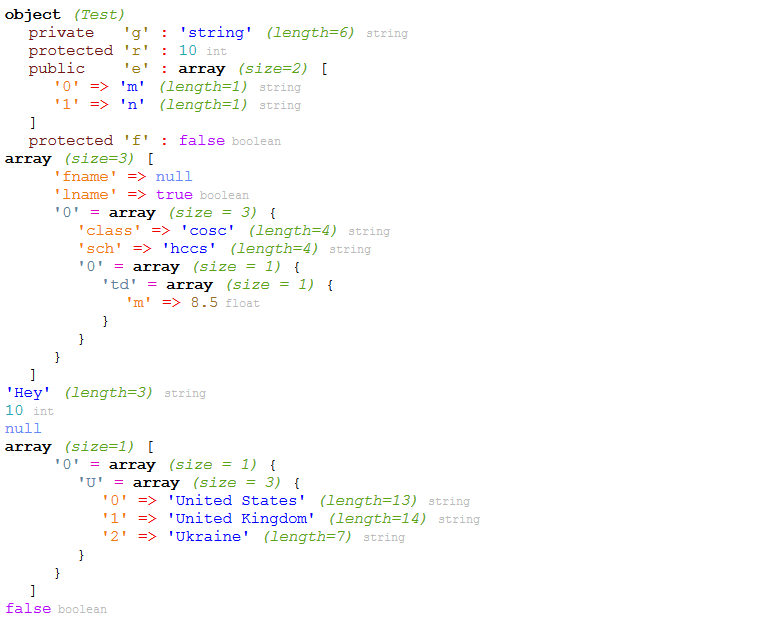 object (Test)
private 'g' : 'string' (length=6) string
protected 'r' : 10 int
public 'e' : array (size=2) [
'0' => 'm' (length=1) string
'1' => 'n' (length=1) string
]
protected 'f' : false boolean
array (size=3) [
'fname' => null
'lname' => true boolean
'0' = array (size = 3) {
'class' => 'cosc' (length=4) string
'sch' => 'hccs' (length=4) string
'0' = array (size = 1) {
'td' = array (size = 1) {
'm' => 8.5 float
}
}
}
]
'Hey' (length=3) string
10 int
null
array (size=1) [
'0' = array (size = 1) {
'U' = array (size = 3) {
'0' => 'United States' (length=13) string
'1' => 'United Kingdom' (length=14) string
'2' => 'Ukraine' (length=7) string
}
}
]
false boolean